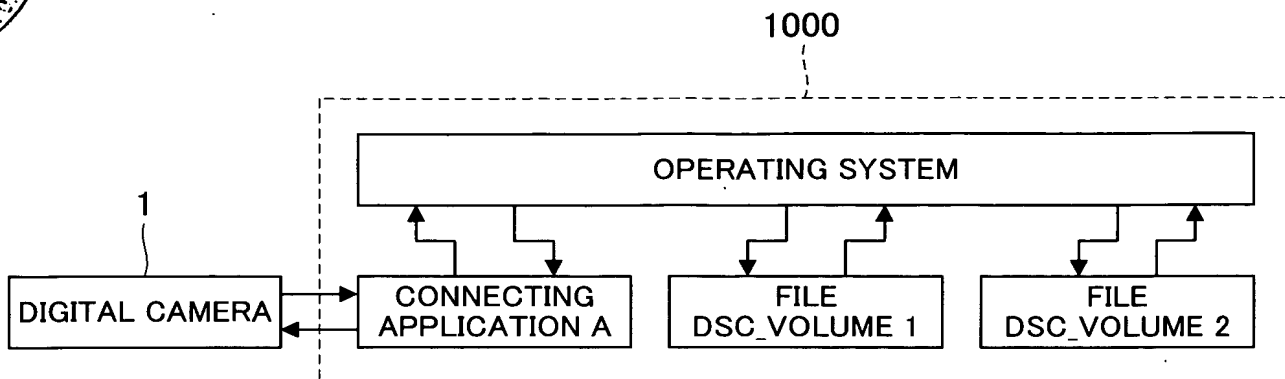 1000
OPERATING SYSTEM
1
DIGITAL CAMERA
CONNECTING
APPLICATION A
FILE
DSC_VOLUME 1
FILE
DSC_VOLUME 2